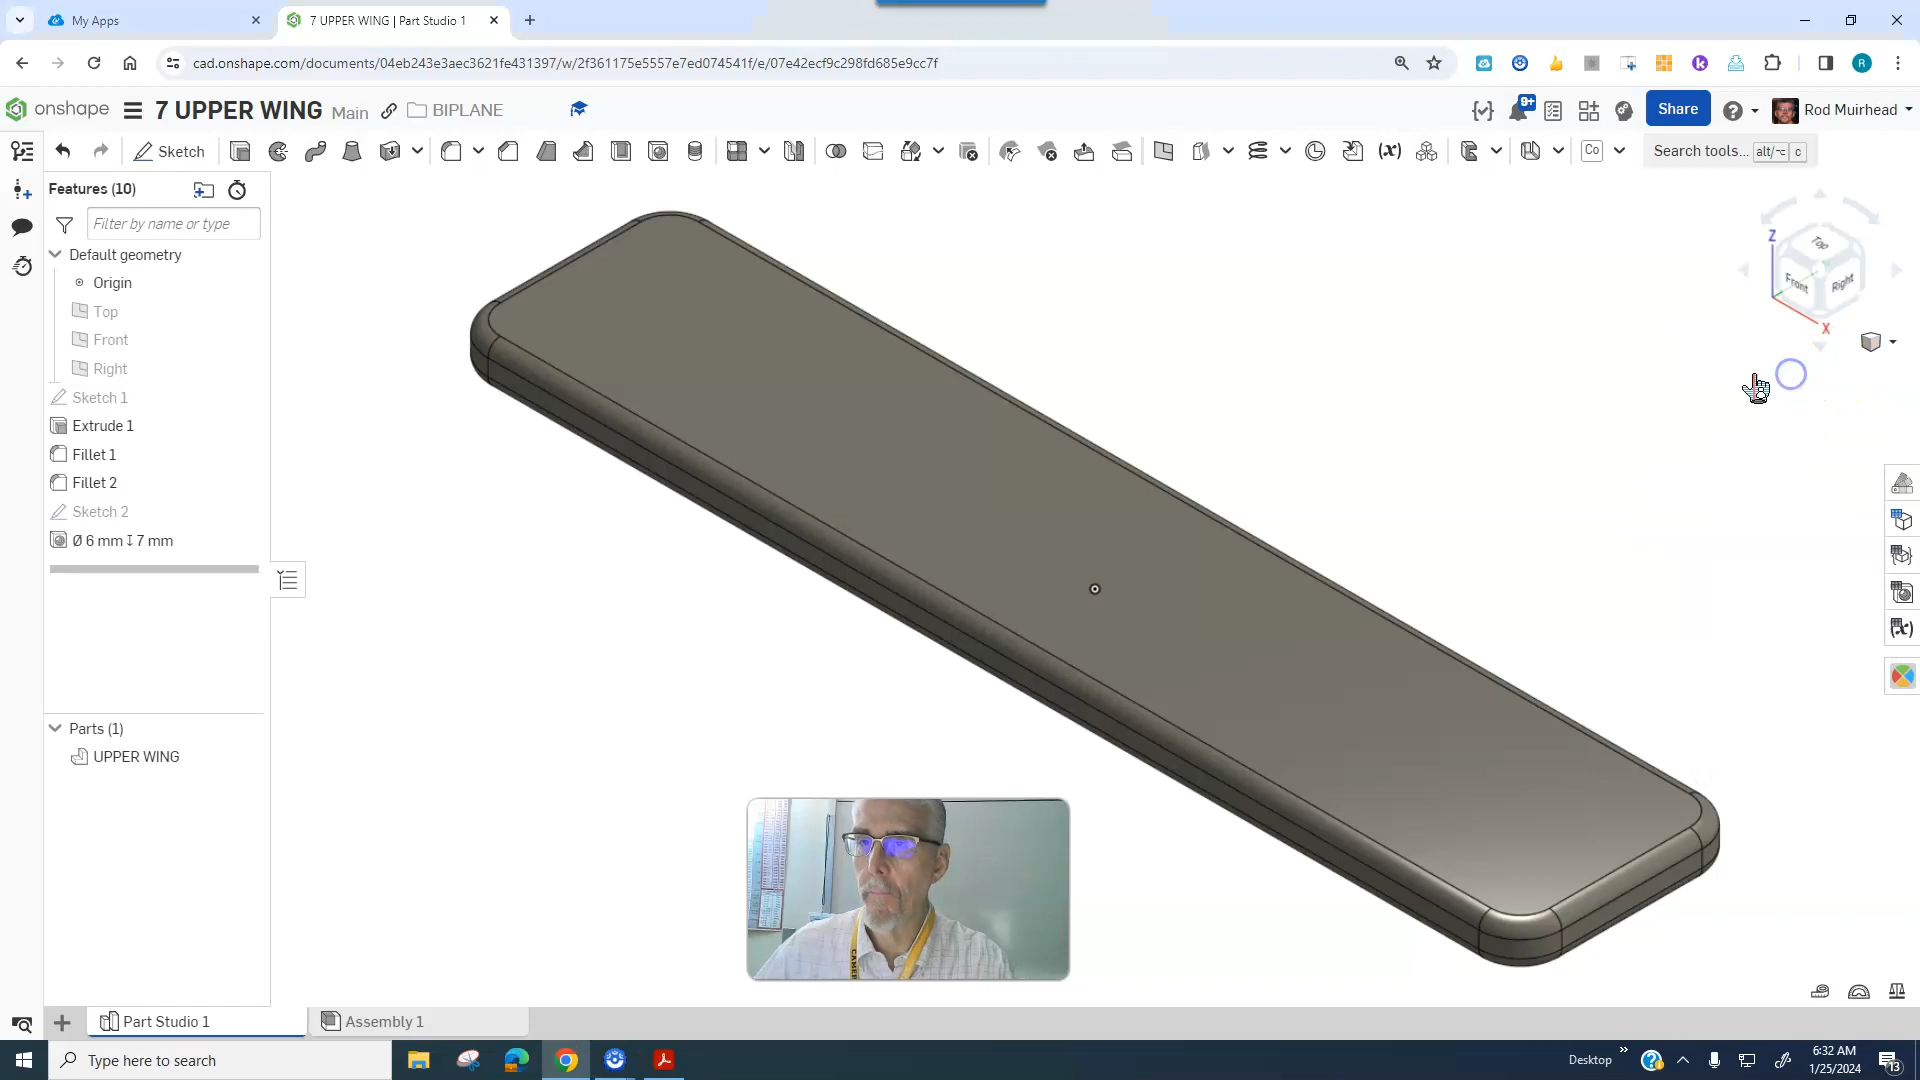 My Apps
7 UPPER WING | Part Studio 1
cad.onshape.com/documents/04eb243e3aec3621fe431397/w/2f361175e5557e7ed074541f/e/07e42ecf9c298fd685e9cc7f
R
onshape
7 UPPER WING
Main
BIPLANE
9+
Share
Rod Muirhead
Sketch
(x)
Co
Search tools... alt/⌥ c
Features (10)
Filter by name or type
Default geometry
Origin
Top
Front
Right
Sketch 1
Extrude 1
Fillet 1
Fillet 2
Sketch 2
Ø 6 mm ↧ 7 mm
Parts (1)
UPPER WING
Z
Top
Front
Right
X
(x)
CAMER
Part Studio 1
Assembly 1
Type here to search
Desktop
6:32 AM
1/25/2024
13